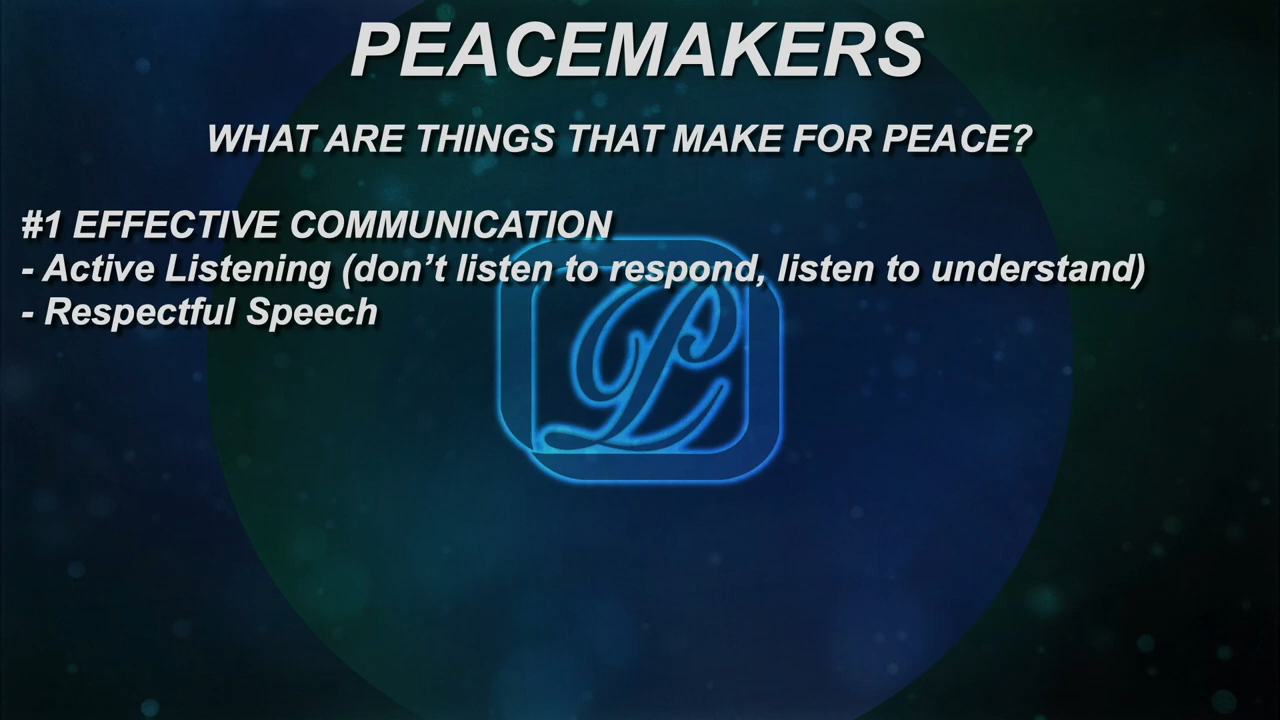 PEACEMAKERS
WHAT ARE THINGS THAT MAKE FOR PEACE?
#1 EFFECTIVE COMMUNICATION
- Active Listening (don’t listen to respond, listen to understand)
- Respectful Speech